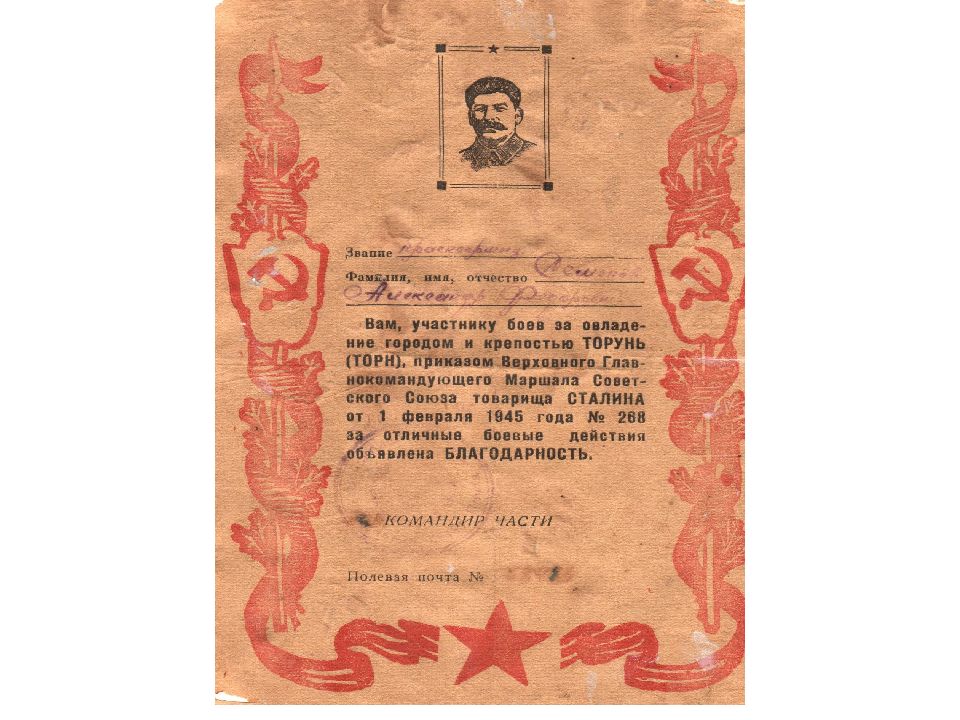 Звание красноармеец
Фамилия, имя, отчество
Александр Федорович
Вам, участнику боев за овладе-
ние городом и крепостью ТОРУНЬ
(ТОРН), приказом Верховного Глав-
нокомандующего Маршала Совет-
ского Союза товарища СТАЛИНА
от 1 февраля 1945 года № 268
за отличные боевые действия
объявлена БЛАГОДАРНОСТЬ.
КОМАНДИР ЧАСТИ
Полевая почта №